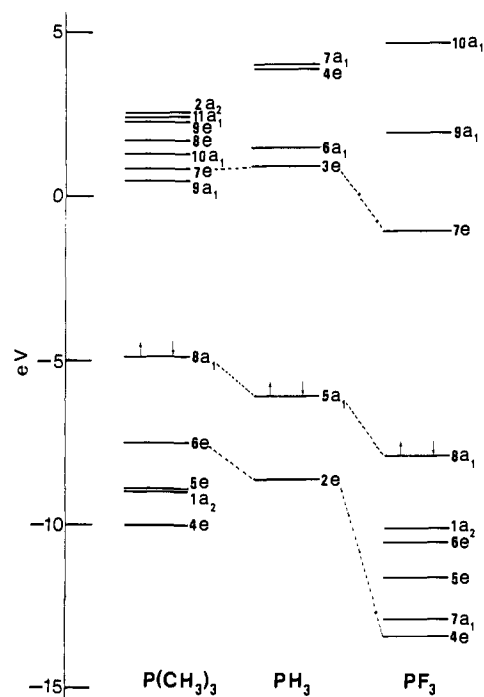 5
0
−5
−10
−15
eV
2a₂
11a₁
9e
8e
10a₁
7e
9a₁
8a₁
6e
5e
1a₂
4e
P(CH₃)₃
7a₁
4e
6a₁
3e
5a₁
2e
PH₃
10a₁
9a₁
7e
8a₁
1a₂
6e
5e
7a₁
4e
PF₃